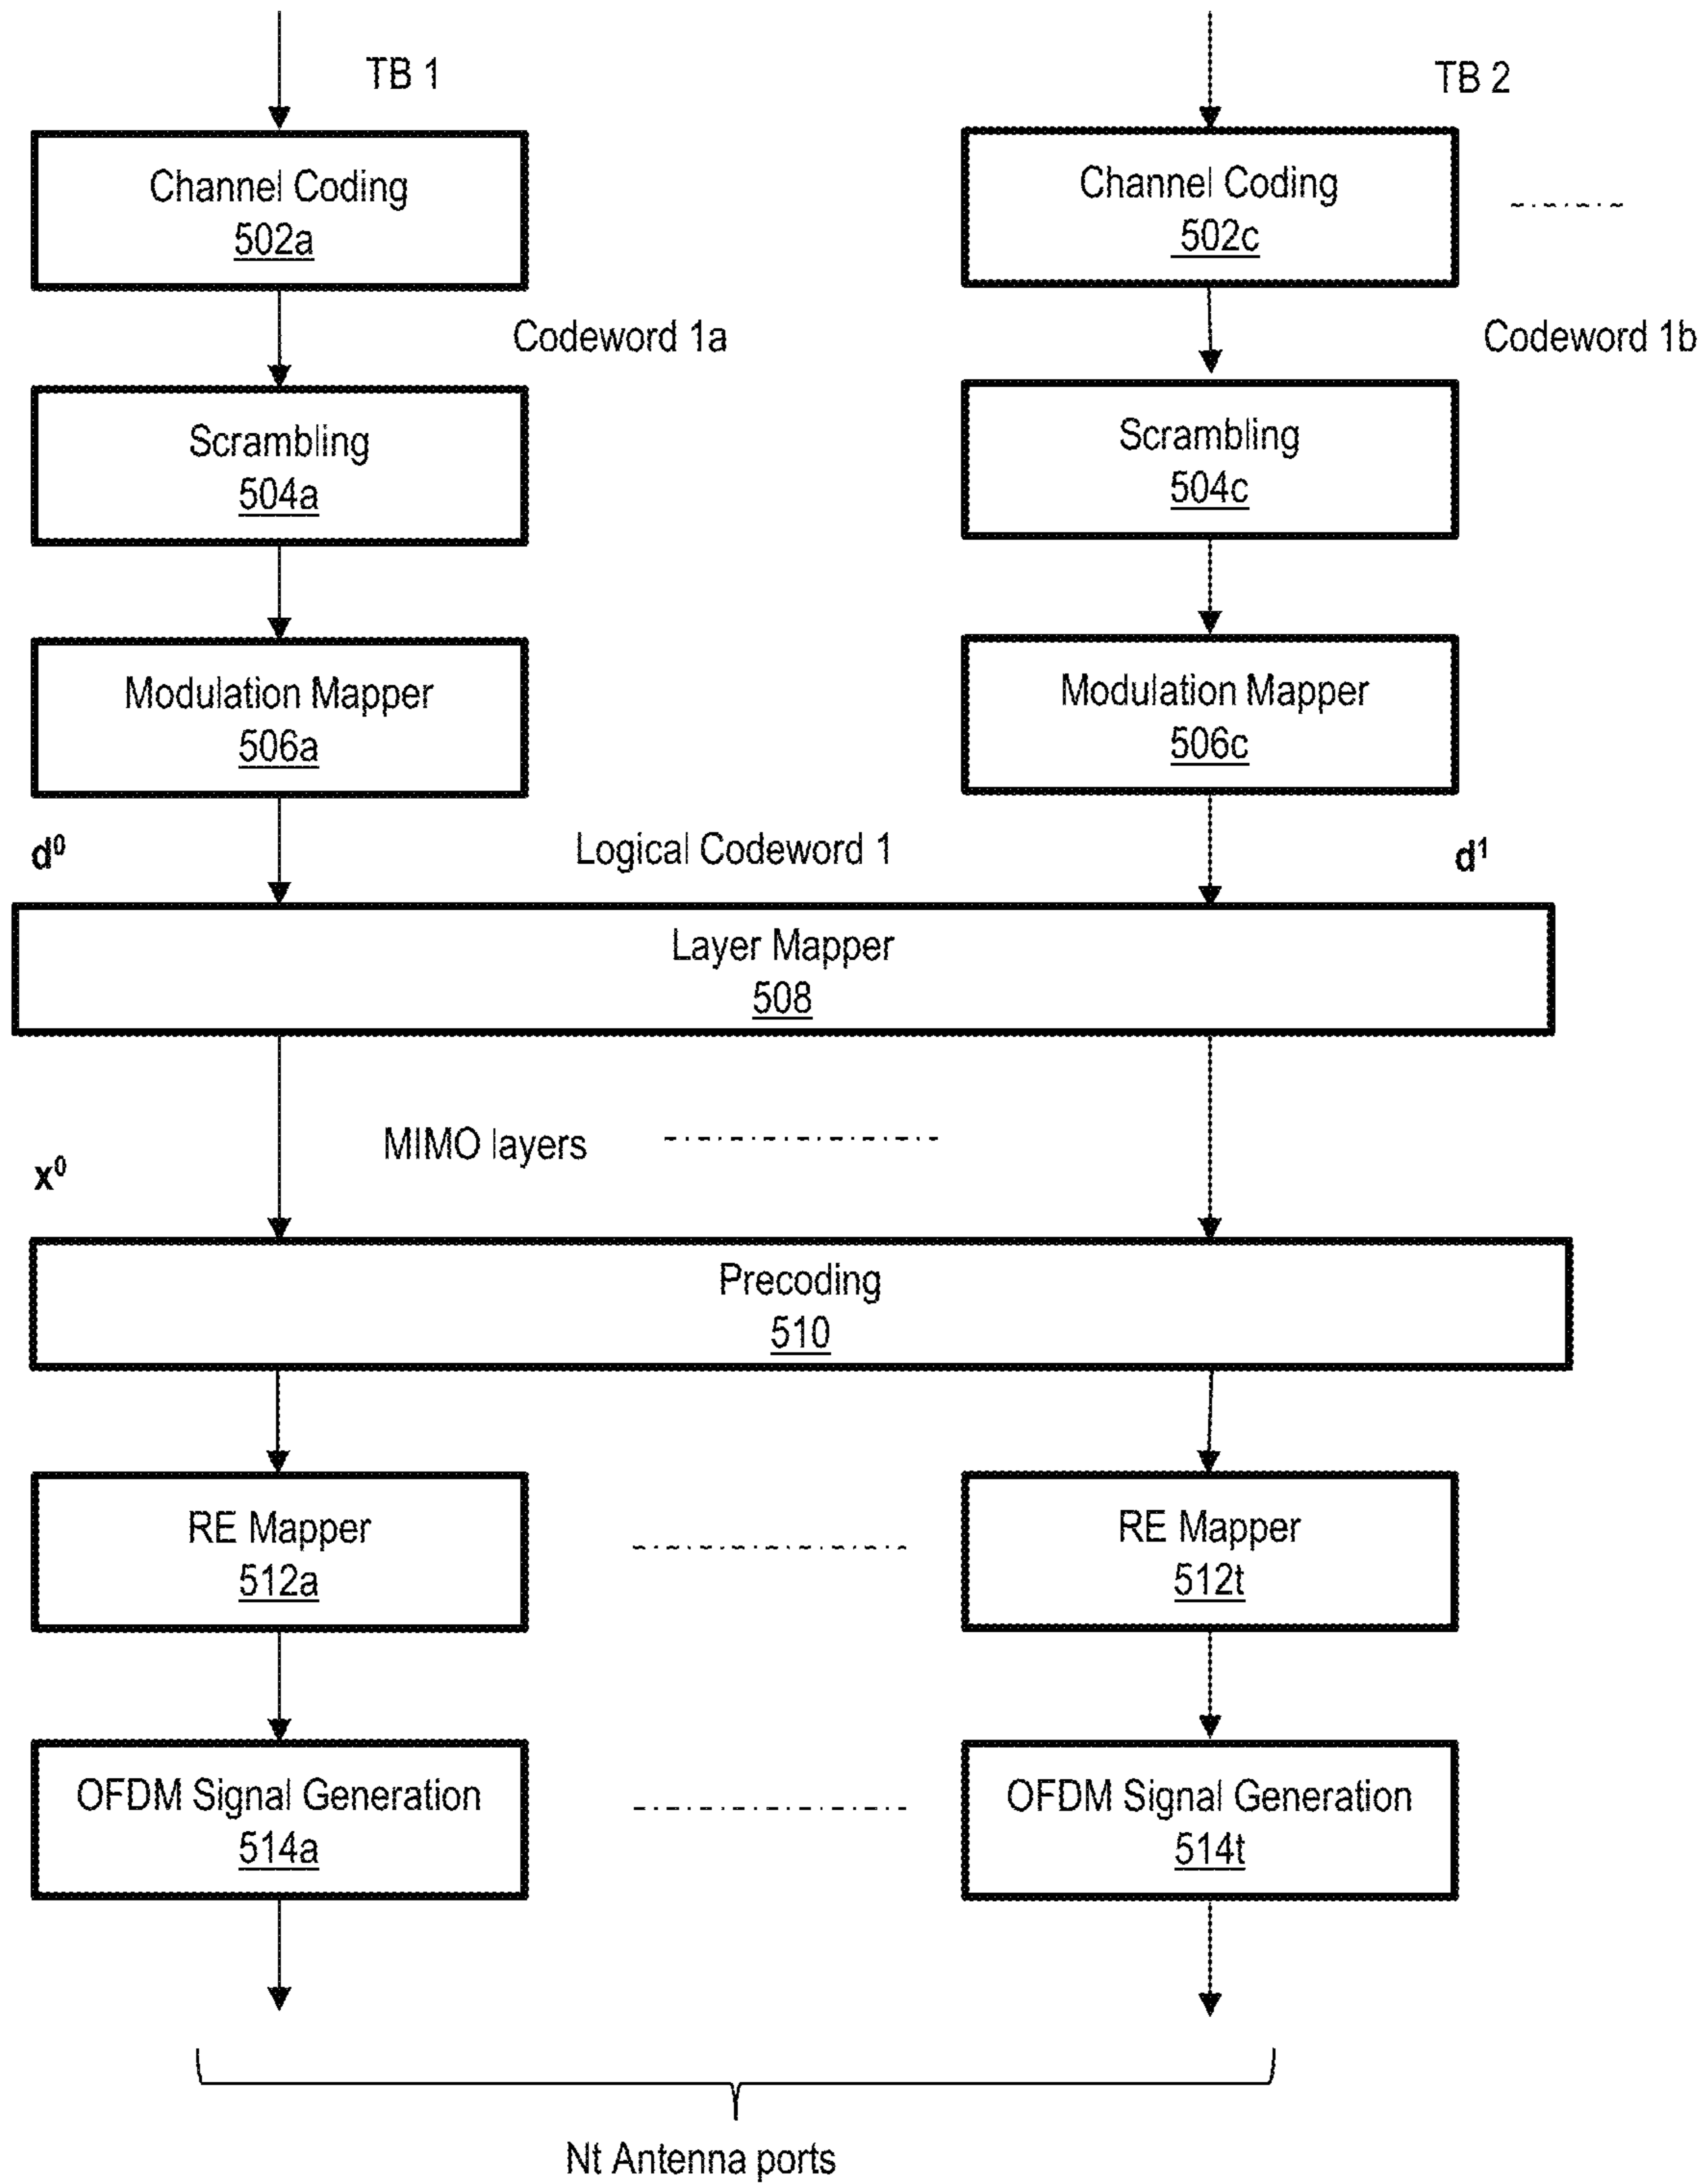 TB 1
TB 2
Channel Coding
502a
Channel Coding
502c
Codeword 1a
Codeword 1b
Scrambling
504a
Scrambling
504c
Modulation Mapper
506a
Modulation Mapper
506c
d⁰
Logical Codeword 1
d¹
Layer Mapper
508
MIMO layers
x⁰
Precoding
510
RE Mapper
512a
RE Mapper
512t
OFDM Signal Generation
514a
OFDM Signal Generation
514t
Nt Antenna ports